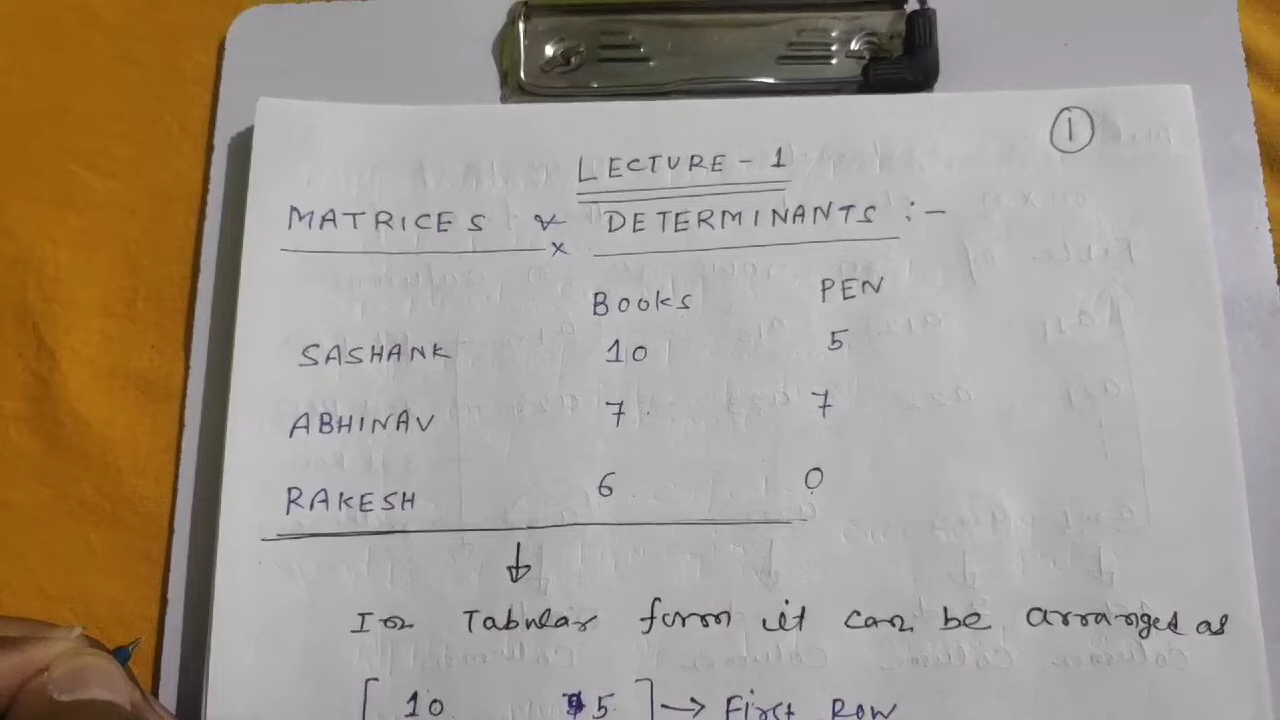 1
LECTURE - 1
MATRICES & DETERMINANTS :-
Books PEN
SASHANK 10 5
ABHINAV 7 7
RAKESH 6 0
↓
In Tabular form it can be arranged as
[ 10 5 ] → First Row